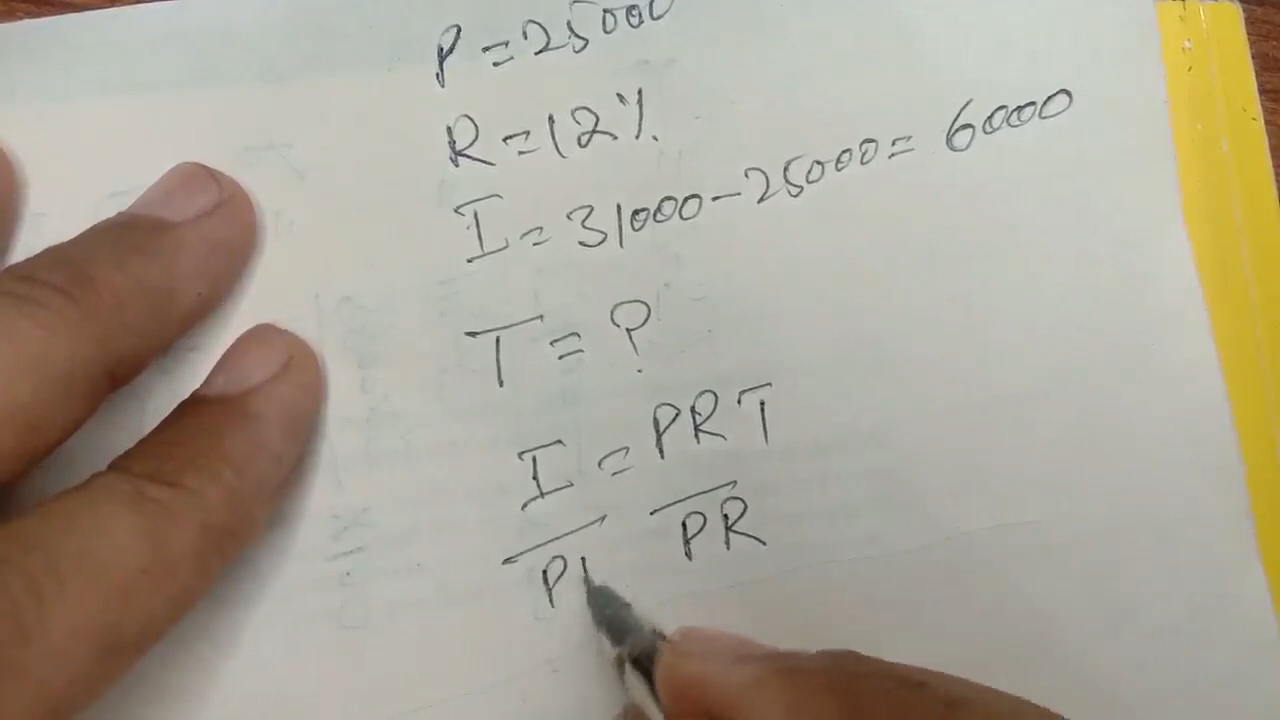 P = 25000
R = 12%
I = 31000 - 25000 = 6000
T = ?
I = PRT
P PR